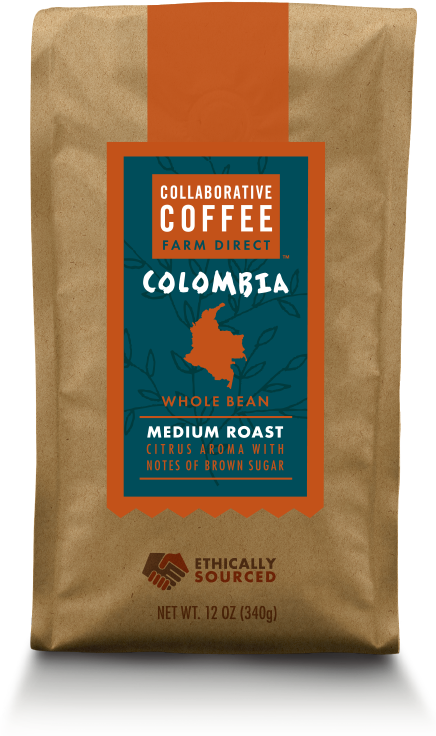 COLLABORATIVE
COFFEE
FARM DIRECT
™
COLOMBIA
WHOLE BEAN
MEDIUM ROAST
CITRUS AROMA WITH
NOTES OF BROWN SUGAR
ETHICALLY
SOURCED
NET WT. 12 OZ (340g)